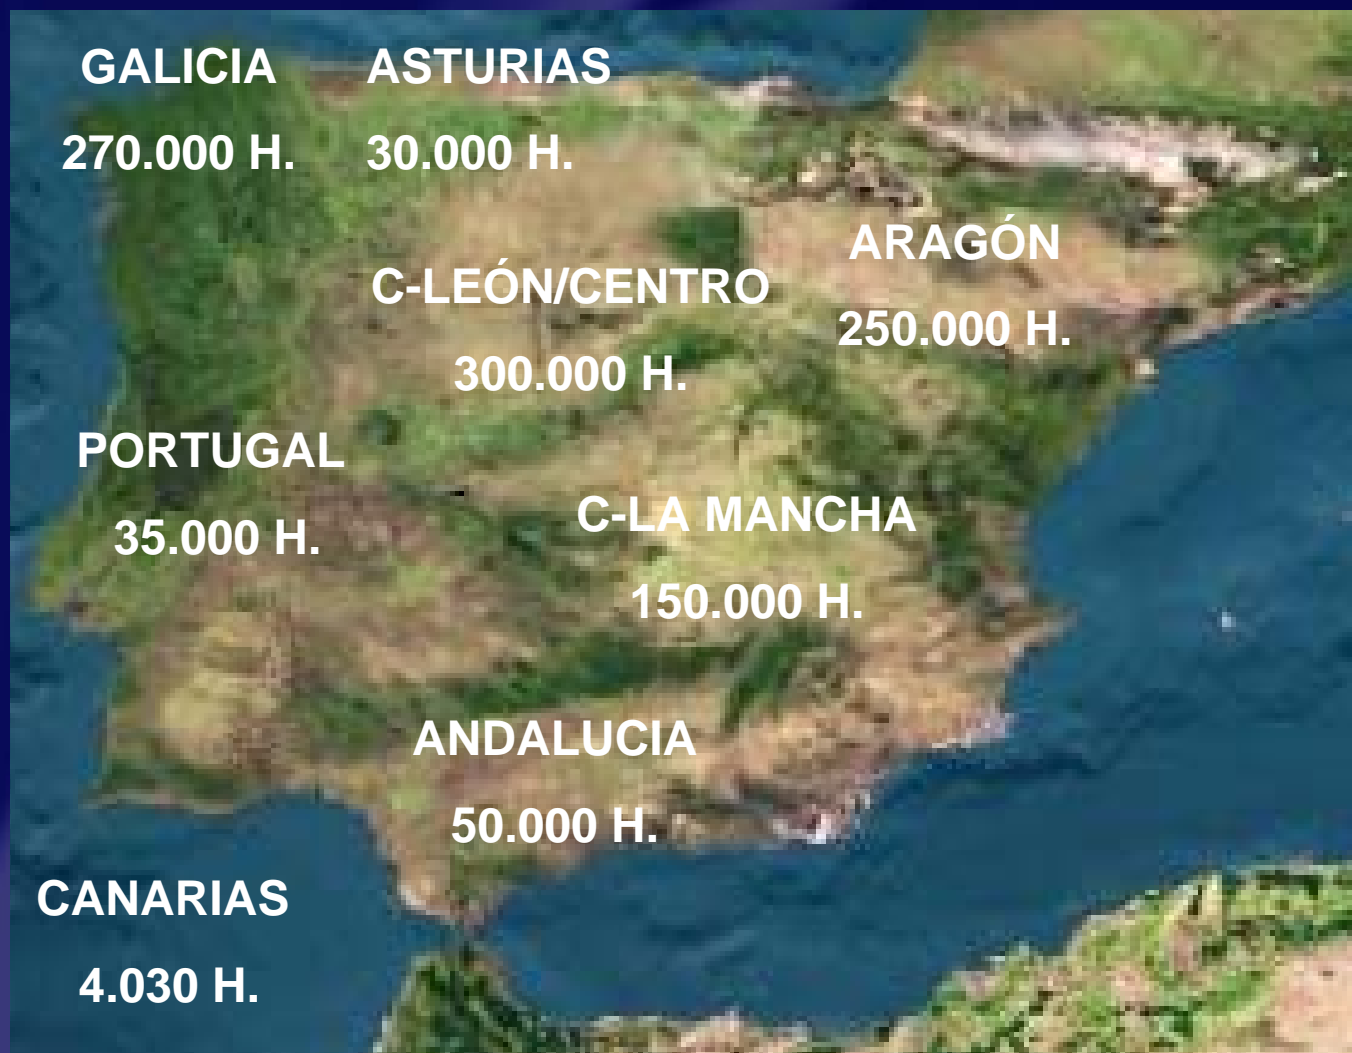 GALICIA
270.000 H.
ASTURIAS
30.000 H.
ARAGÓN
250.000 H.
C-LEÓN/CENTRO
300.000 H.
PORTUGAL
35.000 H.
C-LA MANCHA
150.000 H.
ANDALUCIA
50.000 H.
CANARIAS
4.030 H.